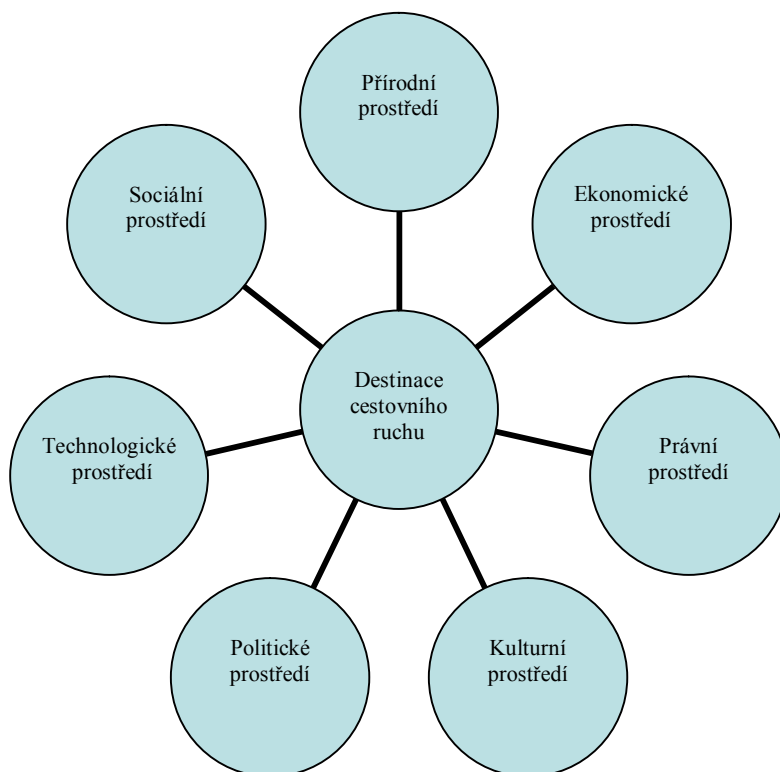 Přírodní
prostředí
Sociální
prostředí
Ekonomické
prostředí
Destinace
cestovního
ruchu
Technologické
prostředí
Právní
prostředí
Politické
prostředí
Kulturní
prostředí